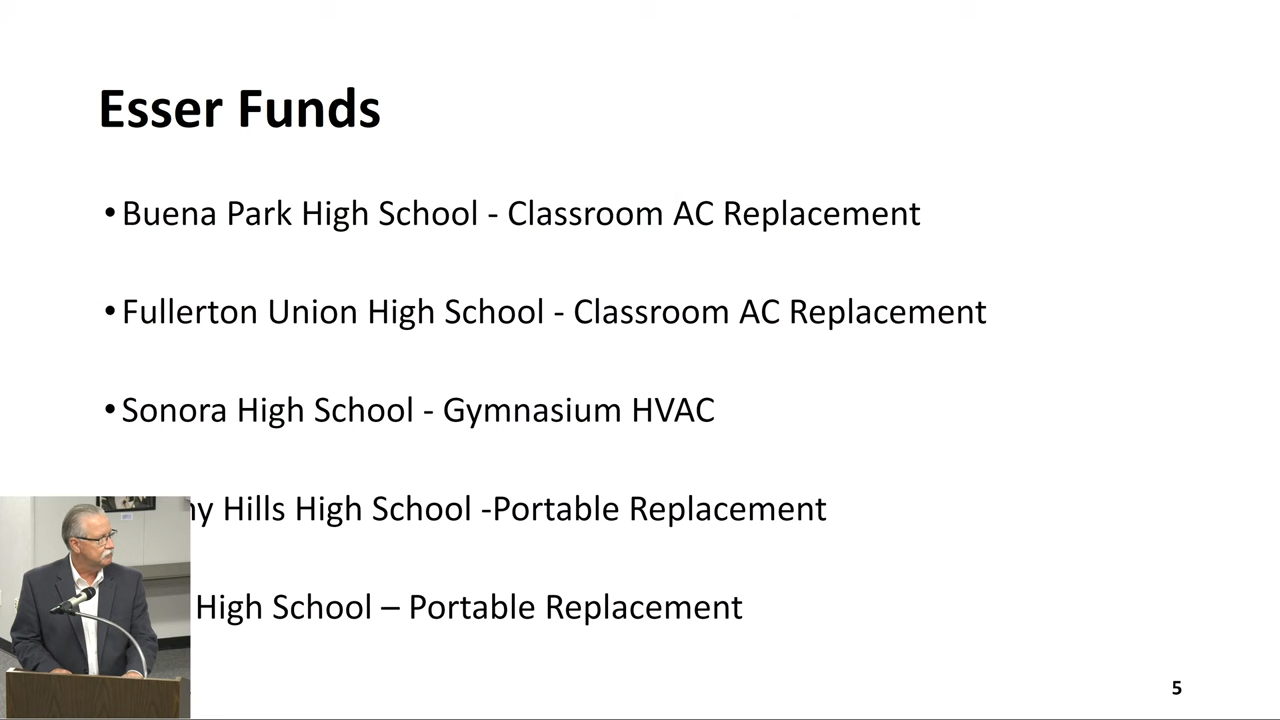 Esser Funds
•Buena Park High School - Classroom AC Replacement
•Fullerton Union High School - Classroom AC Replacement
•Sonora High School - Gymnasium HVAC
Hills High School -Portable Replacement
High School – Portable Replacement
5